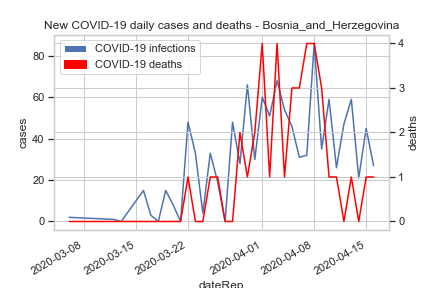 New COVID-19 daily cases and deaths - Bosnia_and_Herzegovina
COVID-19 infections
COVID-19 deaths
80
60
40
20
0
cases
4
3
2
1
0
deaths
2020-03-08
2020-03-15
2020-03-22
2020-04-01
2020-04-08
2020-04-15
dateRep